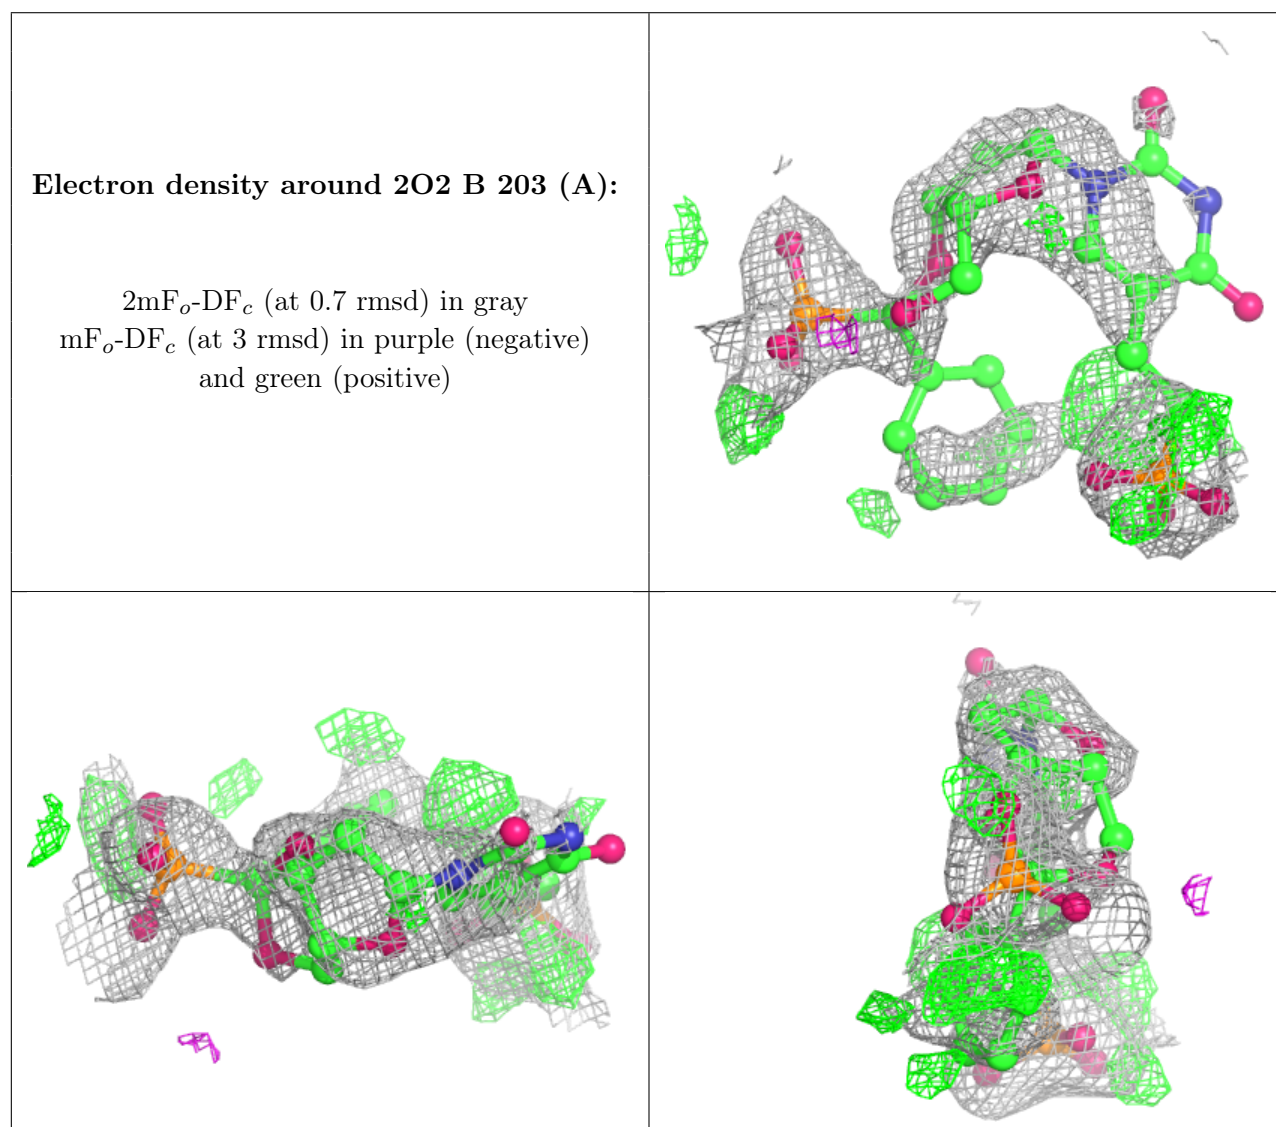 Electron density around 2O2 B 203 (A):
2mFo-DFc (at 0.7 rmsd) in gray
mFo-DFc (at 3 rmsd) in purple (negative)
and green (positive)